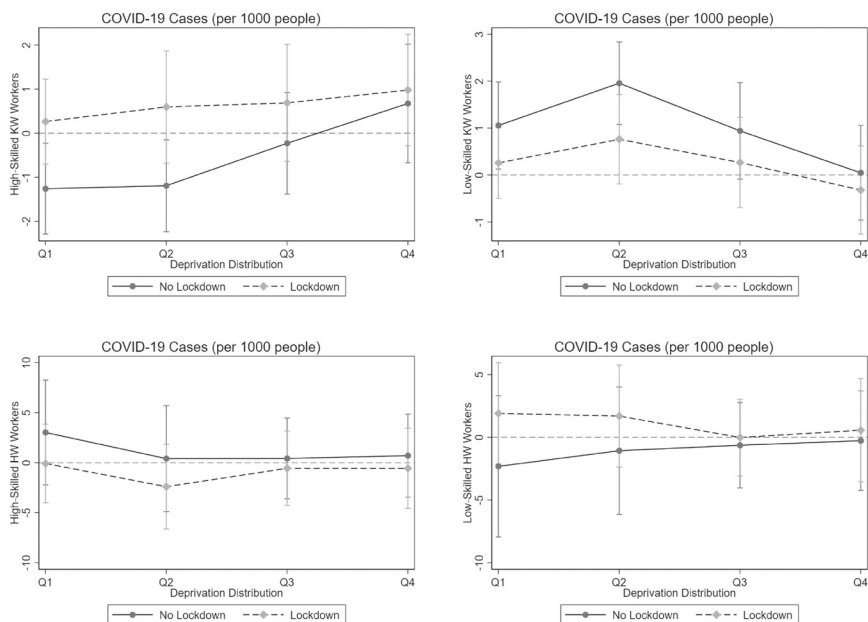 COVID-19 Cases (per 1000 people)
High-Skilled KW Workers
2
1
0
-1
-2
Q1 Q2 Q3 Q4
Deprivation Distribution
No Lockdown Lockdown
COVID-19 Cases (per 1000 people)
Low-Skilled KW Workers
3
2
1
0
-1
Q1 Q2 Q3 Q4
Deprivation Distribution
No Lockdown Lockdown
COVID-19 Cases (per 1000 people)
High-Skilled HW Workers
10
5
0
-5
-10
Q1 Q2 Q3 Q4
Deprivation Distribution
No Lockdown Lockdown
COVID-19 Cases (per 1000 people)
Low-Skilled HW Workers
5
0
-5
-10
Q1 Q2 Q3 Q4
Deprivation Distribution
No Lockdown Lockdown